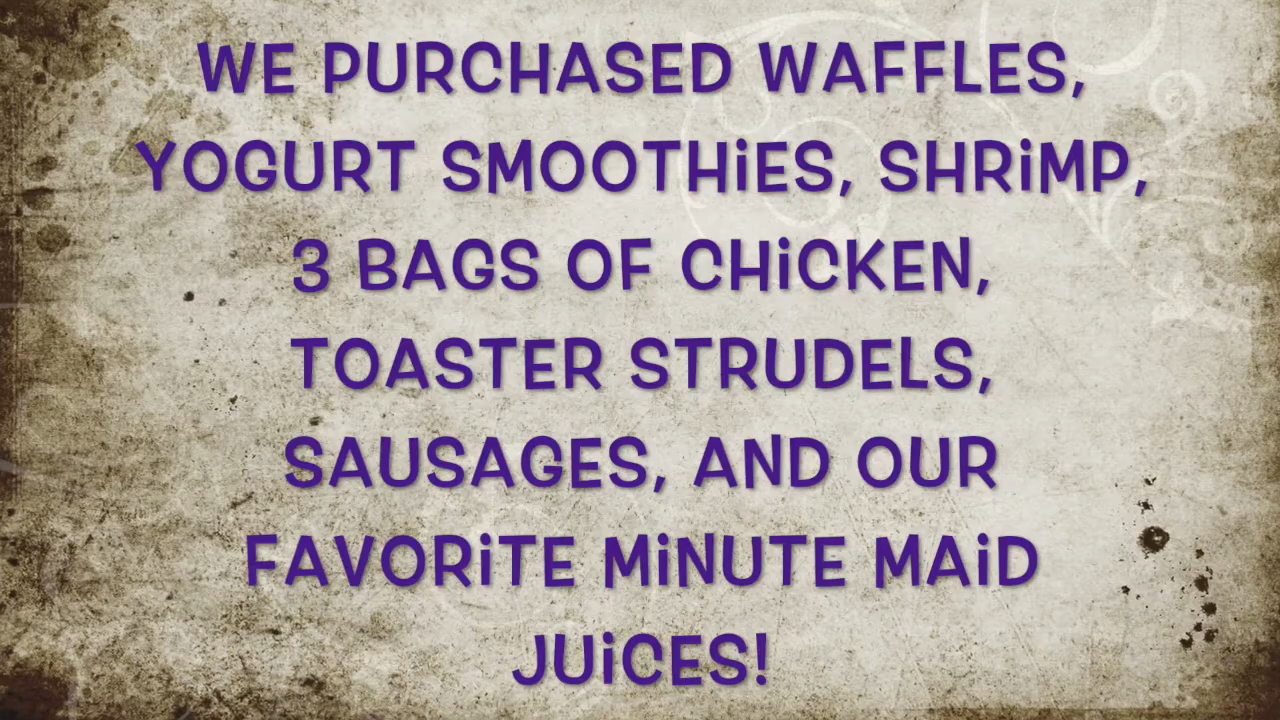 WE PURCHASED WAFFLES,
YOGURT SMOOTHiES, SHRiMP,
3 BAGS OF CHiCKEN,
TOASTER STRUDELS,
SAUSAGES, AND OUR
FAVORiTE MiNUTE MAiD
JUiCES!